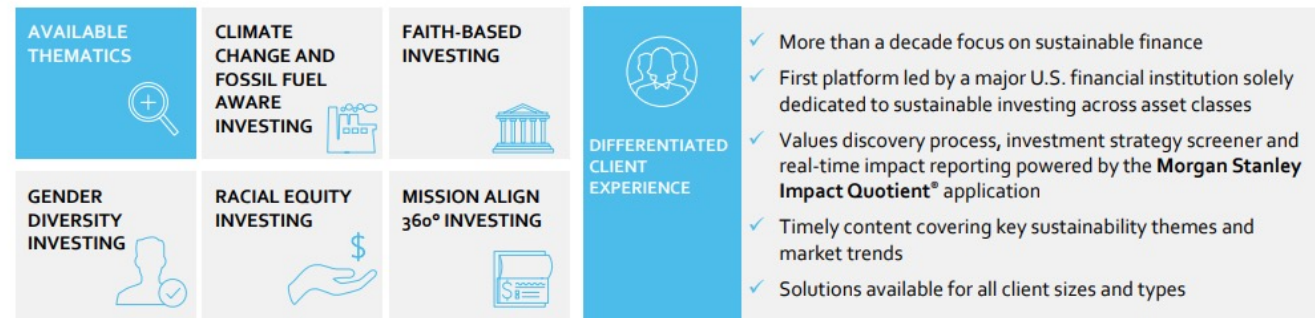 AVAILABLE
THEMATICS
CLIMATE
CHANGE AND
FOSSIL FUEL
AWARE
INVESTING
FAITH-BASED
INVESTING
GENDER
DIVERSITY
INVESTING
RACIAL EQUITY
INVESTING
$
MISSION ALIGN
360° INVESTING
$
DIFFERENTIATED
CLIENT
EXPERIENCE
✓ More than a decade focus on sustainable finance
✓ First platform led by a major U.S. financial institution solely
dedicated to sustainable investing across asset classes
✓ Values discovery process, investment strategy screener and
real-time impact reporting powered by the Morgan Stanley
Impact Quotient® application
✓ Timely content covering key sustainability themes and
market trends
✓ Solutions available for all client sizes and types